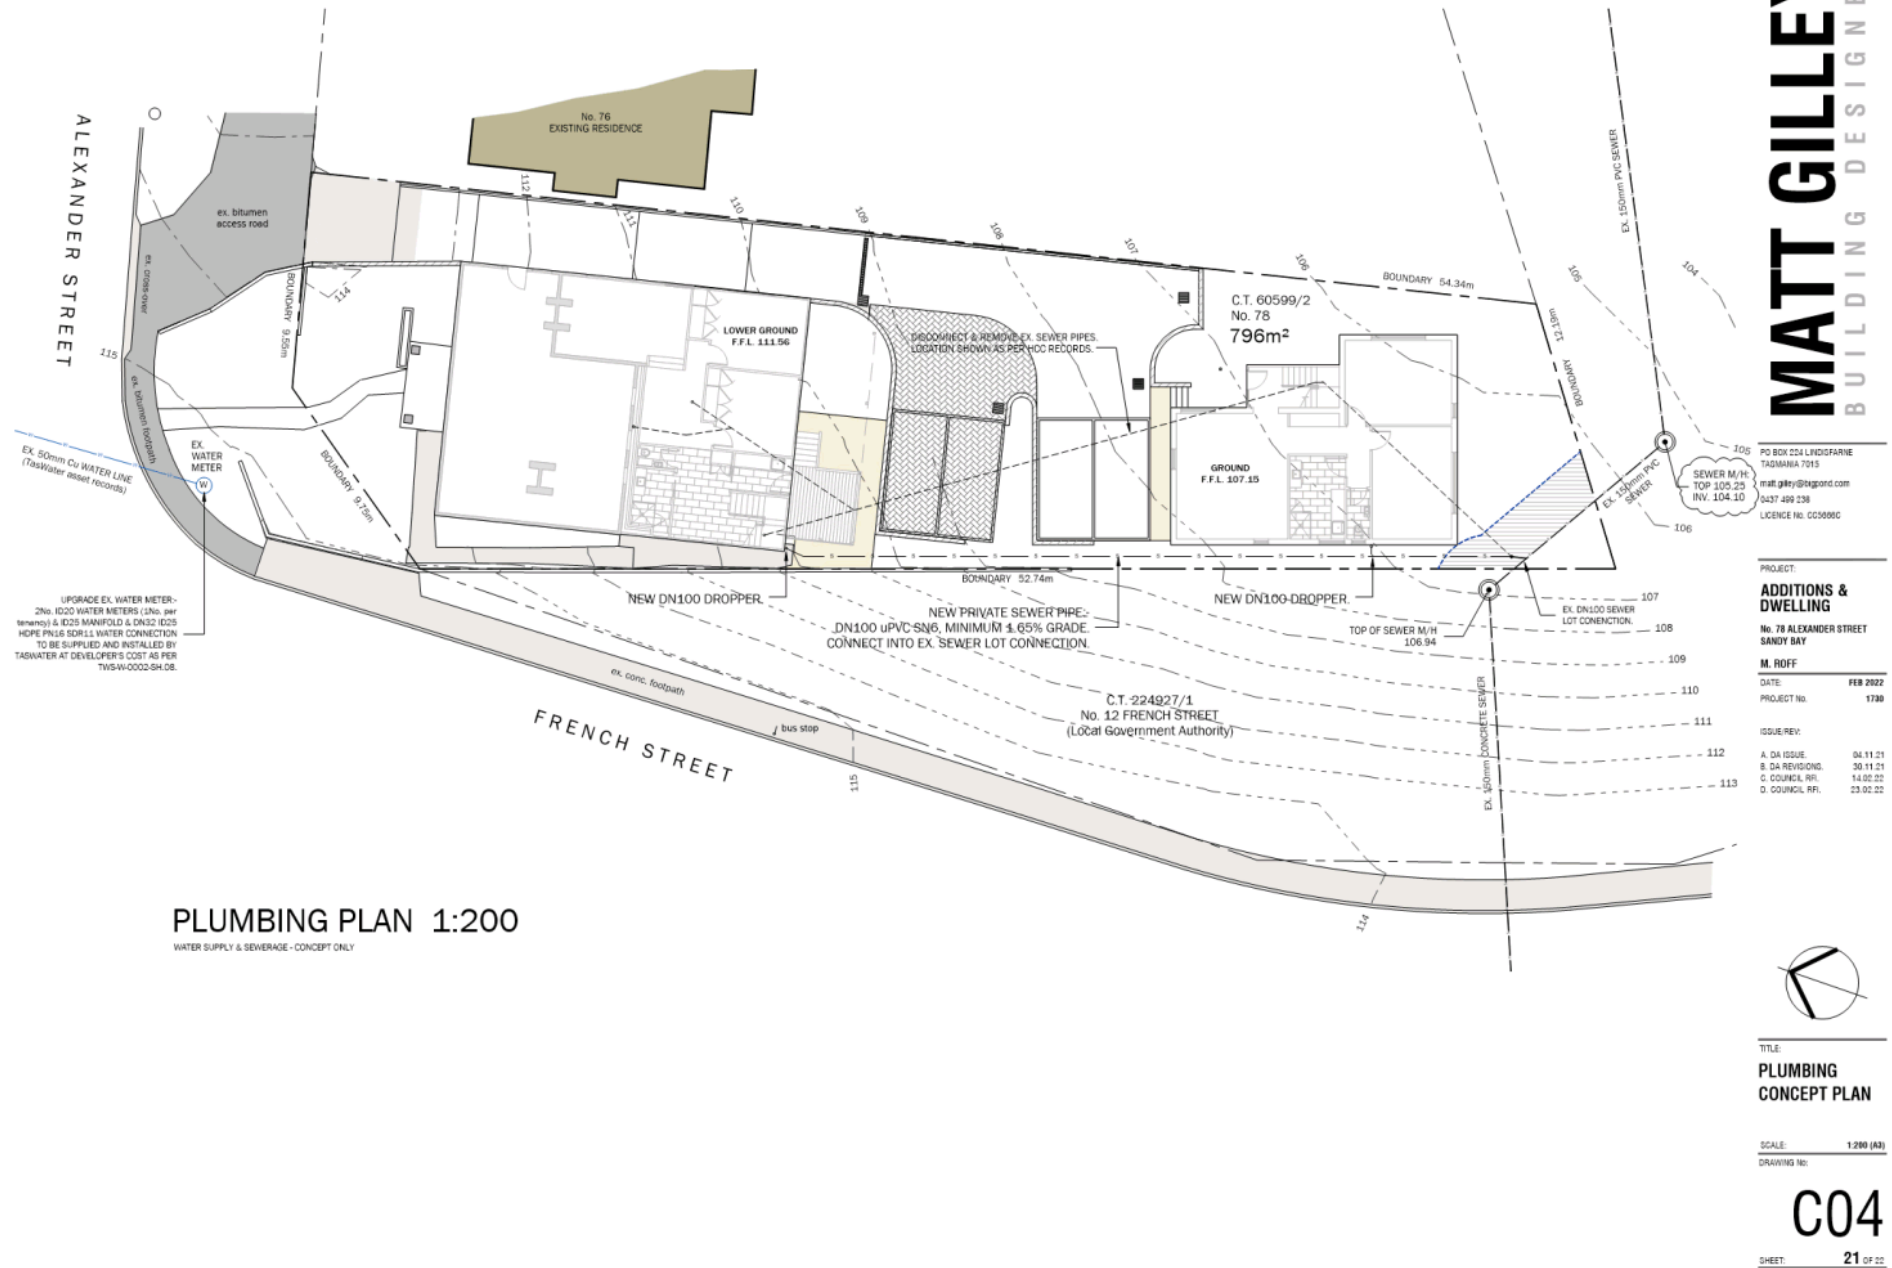 ALEXANDER STREET
No. 76
EXISTING RESIDENCE
ex. bitumen
access road
ex. cross-over
ex. bitumen footpath
115
114
112
111
110
109
108
107
106
105
104
BOUNDARY 9.55m
BOUNDARY 9.75m
BOUNDARY 54.34m
12.19m
BOUNDARY
LOWER GROUND
F.F.L. 111.56
DISCONNECT & REMOVE EX. SEWER PIPES.
LOCATION SHOWN AS PER HCC RECORDS.
C.T. 60599/2
No. 78
796m²
GROUND
F.F.L. 107.15
EX. 150mm PVC SEWER
EX. 150mm PVC
SEWER
105
106
SEWER M/H:
TOP 105.25
INV. 104.10
EX. 50mm Cu WATER LINE
(TasWater asset records)
EX.
WATER
METER
W
UPGRADE EX. WATER METER:-
2No. ID20 WATER METERS (1No. per
tenancy) & ID25 MANIFOLD & DN32 ID25
HDPE PN16 SDR11 WATER CONNECTION
TO BE SUPPLIED AND INSTALLED BY
TASWATER AT DEVELOPER'S COST AS PER
TWS-W-0002-SH.08.
NEW DN100 DROPPER.
BOUNDARY 52.74m
NEW PRIVATE SEWER PIPE:-
DN100 uPVC SN6, MINIMUM 1.65% GRADE.
CONNECT INTO EX. SEWER LOT CONNECTION.
NEW DN100 DROPPER.
TOP OF SEWER M/H
106.94
EX. DN100 SEWER
LOT CONENCTION.
107
108
109
110
111
112
113
C.T. 224927/1
No. 12 FRENCH STREET
(Local Government Authority)
EX. 150mm CONCRETE SEWER
ex. conc. footpath
bus stop
FRENCH STREET
115
114
PLUMBING PLAN 1:200
WATER SUPPLY & SEWERAGE - CONCEPT ONLY
MATT GILLEY
BUILDING DESIGNE
PO BOX 224 LINDISFARNE
TASMANIA 7015
matt.gilley@bigpond.com
0437 499 238
LICENCE No. CC5666C
PROJECT:
ADDITIONS &
DWELLING
No. 78 ALEXANDER STREET
SANDY BAY
M. ROFF
DATE: FEB 2022
PROJECT No. 1730
ISSUE/REV:
A. DA ISSUE. 04.11.21
B. DA REVISIONS. 30.11.21
C. COUNCIL RFI. 14.02.22
D. COUNCIL RFI. 23.02.22
TITLE:
PLUMBING
CONCEPT PLAN
SCALE: 1:200 (A3)
DRAWING No:
C04
SHEET: 21 OF 22